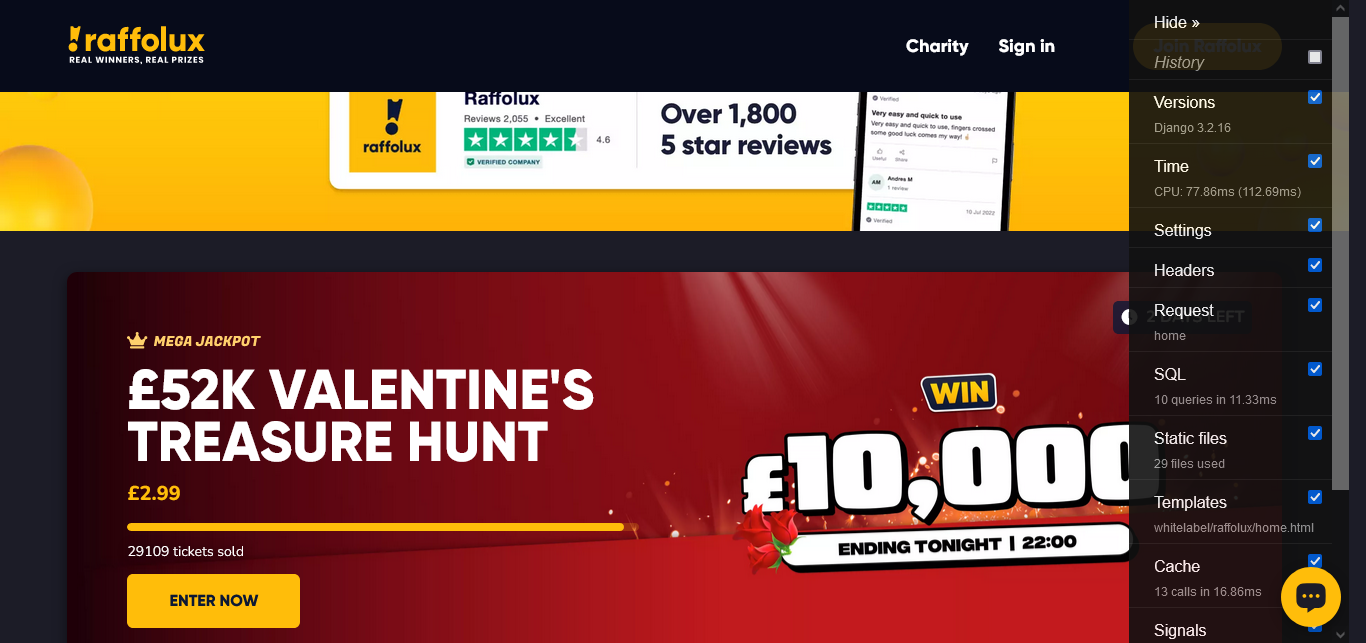 raffolux
REAL WINNERS, REAL PRIZES
Charity
Sign in
Join Raffolux
Raffolux
Reviews 2,055 • Excellent
4.6
VERIFIED COMPANY
raffolux
Over 1,800
5 star reviews
Verified
Very easy and quick to use
Very easy and quick to use, fingers crossed
some good luck comes my way!
Useful
Share
AM
Andres M
1 review
10 Jul 2022
Verified
MEGA JACKPOT
£52K VALENTINE'S
TREASURE HUNT
£2.99
29109 tickets sold
ENTER NOW
WIN
£10,000
ENDING TONIGHT | 22:00
LEFT
Hide »
History
Versions
Django 3.2.16
Time
CPU: 77.86ms (112.69ms)
Settings
Headers
Request
home
SQL
10 queries in 11.33ms
Static files
29 files used
Templates
whitelabel/raffolux/home.html
Cache
13 calls in 16.86ms
Signals